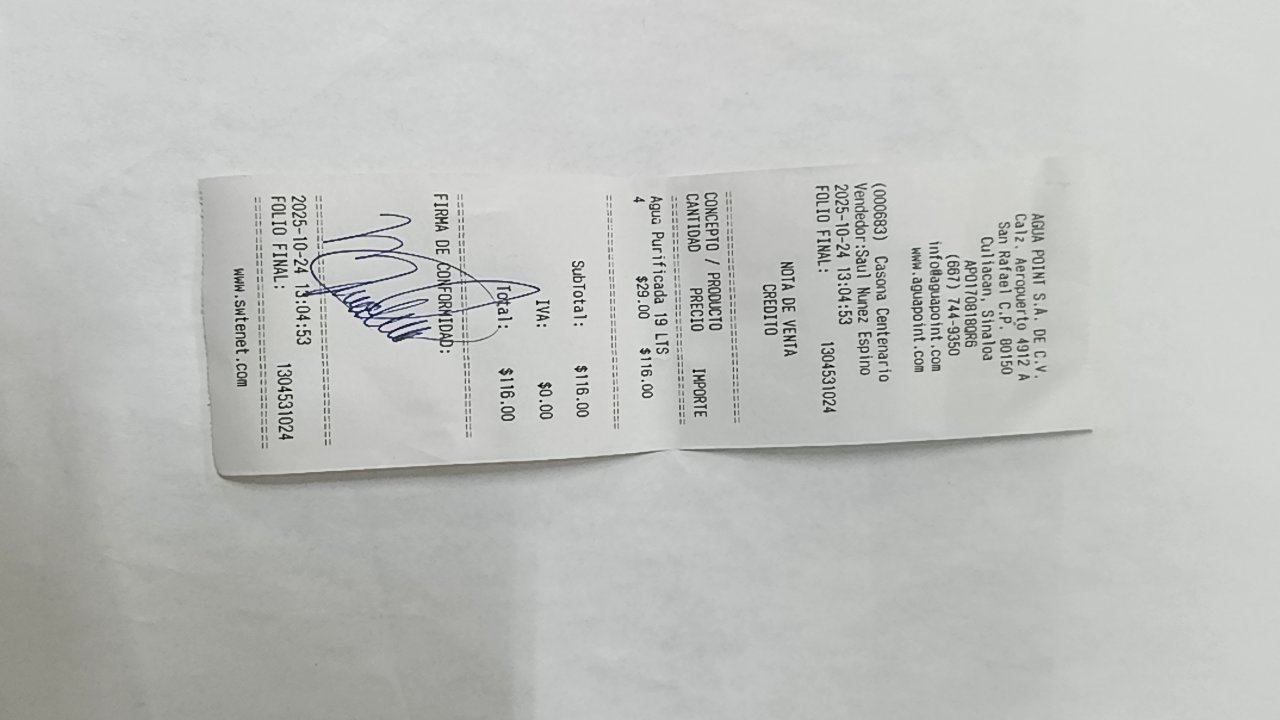 AGUA POINT S.A. DE C.V.
Calz. Aeropuerto 4912 A
San Rafael C.P. 80150
Culiacan, Sinaloa
APO170818QR6
(667) 744-9350
info@aguapoint.com
www.aguapoint.com
(000683) Casona Centenario
Vendedor:Saul Nunez Espino
2025-10-24 13:04:53
FOLIO FINAL: 1304531024
NOTA DE VENTA
CREDITO
CONCEPTO / PRODUCTO
CANTIDAD PRECIO IMPORTE
Agua Purificada 19 LTS
4 $29.00 $116.00
SubTotal: $116.00
IVA: $0.00
Total: $116.00
FIRMA DE CONFORMIDAD:
2025-10-24 13:04:53
FOLIO FINAL: 1304531024
www.swtenet.com